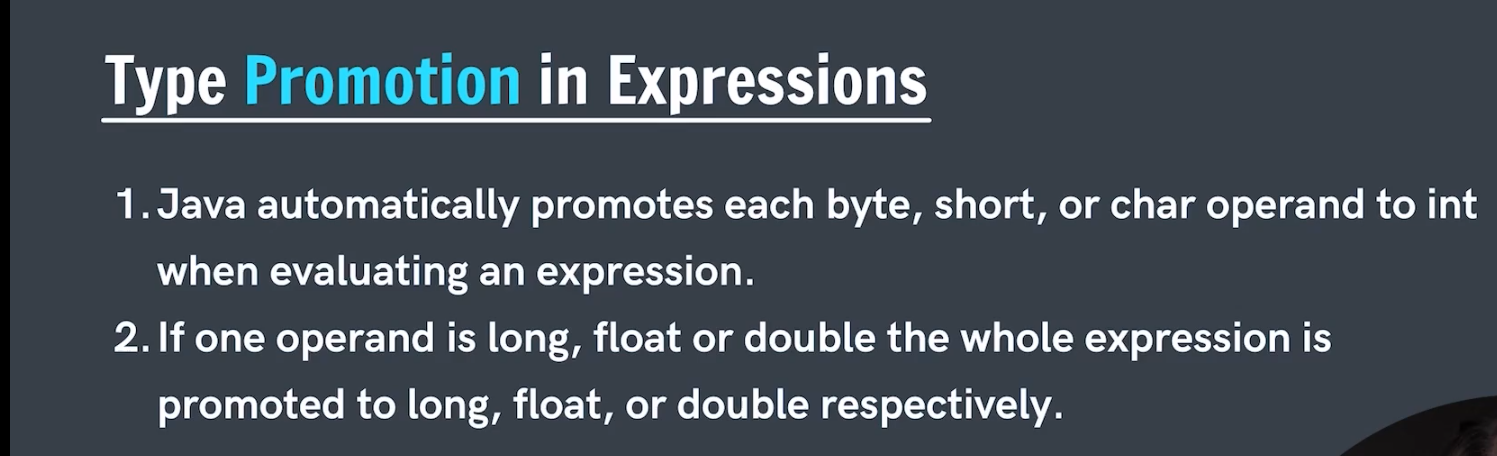 Type Promotion in Expressions
1. Java automatically promotes each byte, short, or char operand to int
when evaluating an expression.
2. If one operand is long, float or double the whole expression is
promoted to long, float, or double respectively.